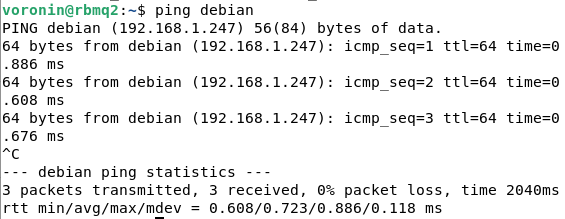 voronin@rbmq2:~$ ping debian
PING debian (192.168.1.247) 56(84) bytes of data.
64 bytes from debian (192.168.1.247): icmp_seq=1 ttl=64 time=0
.886 ms
64 bytes from debian (192.168.1.247): icmp_seq=2 ttl=64 time=0
.608 ms
64 bytes from debian (192.168.1.247): icmp_seq=3 ttl=64 time=0
.676 ms
^C
--- debian ping statistics ---
3 packets transmitted, 3 received, 0% packet loss, time 2040ms
rtt min/avg/max/mdev = 0.608/0.723/0.886/0.118 ms